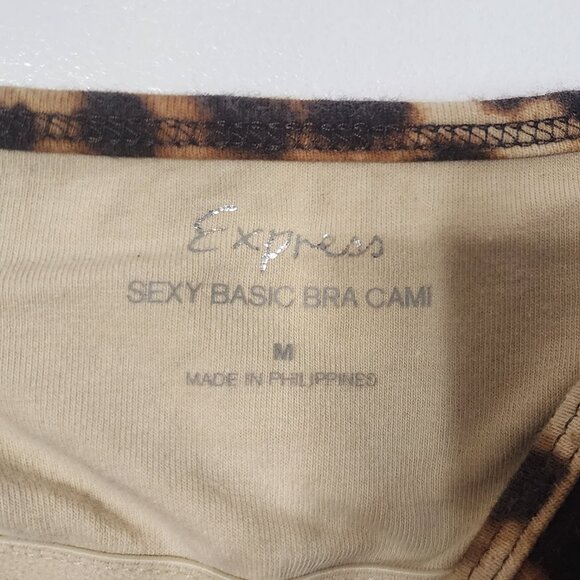 Express
SEXY BASIC BRA CAMI
M
MADE IN PHILIPPINES